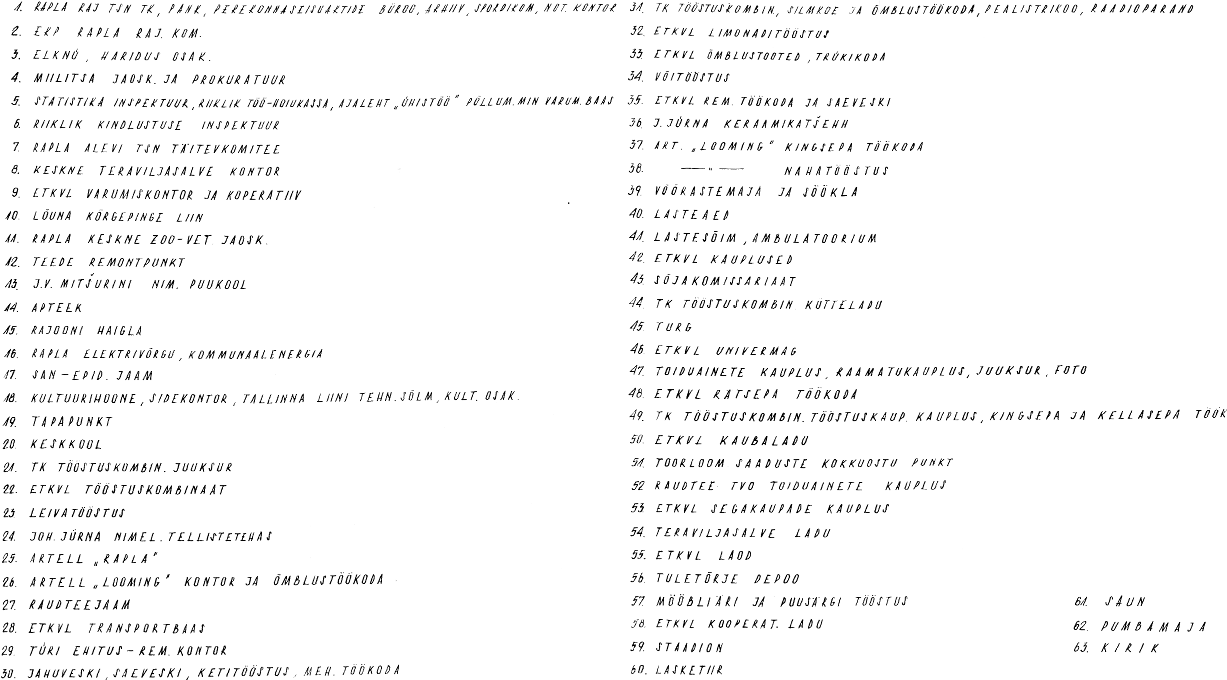 1. RAPLA RAJ TSN TK, PANK, PEREKONNASEISUAKTIDE BÜROO, ARHIIV, SPORDIKOM, NOT. KONTOR
2. EKP RAPLA RAJ. KOM.
3. ELKNÜ, HARIDUS OSAK.
4. MIILITSA JAOSK. JA PROKURATUUR
5. STATISTIKA INSPEKTUUR, RIIKLIK TÖÖ-HOIUKASSA, AJALEHT „ÜHISTÖÖ" PÕLLUM. MIN VARUM. BAAS
6. RIIKLIK KINDLUSTUSE INSPEKTUUR
7. RAPLA ALEVI TSN TÄITEVKOMITEE
8. KESKNE TERAVILJASALVE KONTOR
9. ETKVL VARUMISKONTOR JA KOPERATIIV
10. LÕUNA KÕRGEPINGE LIIN
11. RAPLA KESKNE ZOO-VET. JAOSK.
12. TEEDE REMONTPUNKT
13. J.V. MITŠURINI NIM. PUUKOOL
14. APTEEK
15. RAJOONI HAIGLA
16. RAPLA ELEKTRIVÕRGU, KOMMUNAALENERGIA
17. SAN-EPID. JAAM
18. KULTUURIHOONE, SIDEKONTOR, TALLINNA LIINI TEHN. SÕLM, KULT. OSAK.
19. TAPAPUNKT
20. KESKKOOL
21. TK TÖÖSTUSKOMBIN. JUUKSUR
22. ETKVL TÖÖSTUSKOMBINAAT
23 LEIVATÖÖSTUS
24. JOH. JÜRNA NIMEL. TELLISTETEHAS
25. ARTELL „RAPLA"
26. ARTELL „LOOMING" KONTOR JA ÕMBLUSTÖÖKODA
27. RAUDTEEJAAM
28. ETKVL TRANSPORTBAAS
29. TÜRI EHITUS-REM. KONTOR
30. JAHUVESKI, SAEVESKI, KETITÖÖSTUS, MEH. TÖÖKODA
31. TK TÖÖSTUSKOMBIN, SILMKOE JA ÕMBLUSTÖÖKODA, PEALISTRIKOO, RAADIOPARAND
32. ETKVL LIMONADITÖÖSTUS
33. ETKVL ÕMBLUSTOOTED, TRÜKIKODA
34. VÕITÖÖSTUS
35. ETKVL REM. TÖÖKODA JA SAEVESKI
36. J. JÜRNA KERAAMIKATŠEHH
37. ART. „LOOMING" KINGSEPA TÖÖKODA
38. —— " —— NAHATÖÖSTUS
39. VÕÕRASTEMAJA JA SÖÖKLA
40. LASTEAED
41. LASTESÕIM, AMBULATOORIUM
42. ETKVL KAUPLUSED
43. SÕJAKOMISSARIAAT
44. TK TÖÖSTUSKOMBIN KÜTTELADU
45. TURG
46. ETKVL UNIVERMAG
47. TOIDUAINETE KAUPLUS, RAAMATUKAUPLUS, JUUKSUR, FOTO
48. ETKVL RÄTSEPA TÖÖKODA
49. TK TÖÖSTUSKOMBIN. TÖÖSTUSKAUP. KAUPLUS, KINGSEPA JA KELLASEPA TÖÖK
50. ETKVL KAUBALADU
51. TOORLOOM SAADUSTE KOKKUOSTU PUNKT
52 RAUDTEE TVO TOIDUAINETE KAUPLUS
53 ETKVL SEGAKAUPADE KAUPLUS
54. TERAVILJASALVE LADU
55. ETKVL LAOD
56. TULETÕRJE DEPOO
57. MÖÖBLIÄRI JA PUUSÄRGI TÖÖSTUS
58. ETKVL KOOPERAT. LADU
59. STAADION
60. LASKETIIR
61. SAUN
62. PUMBAMAJA
63. KIRIK